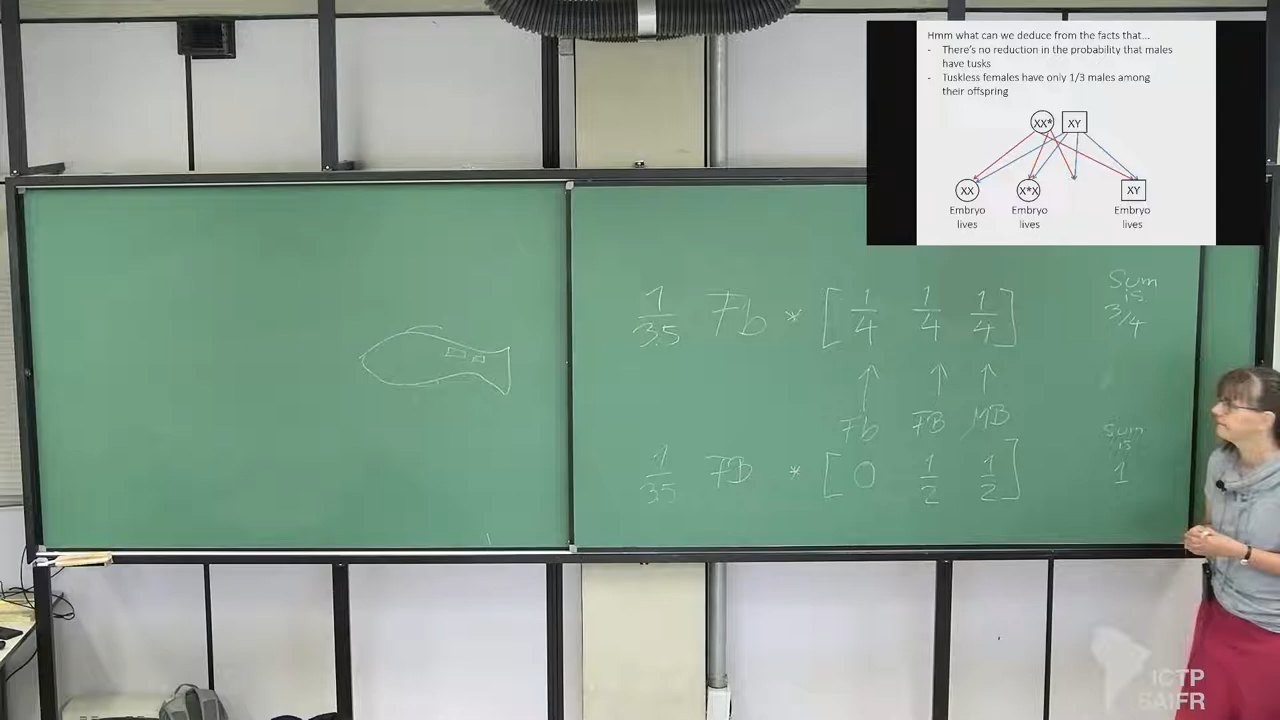 Hmm what can we deduce from the facts that...
- There's no reduction in the probability that males
have tusks
- Tuskless females have only 1/3 males among
their offspring
XX* XY
XX X*X XY
Embryo Embryo Embryo
lives lives lives
Sum
is
3/4
1/35 Fb * [ 1/4 1/4 1/4 ]
↑ ↑ ↑
Fb FB MB
Sum
is
1
1/35 FB * [ 0 1/2 1/2 ]
ICTP
SAIFR